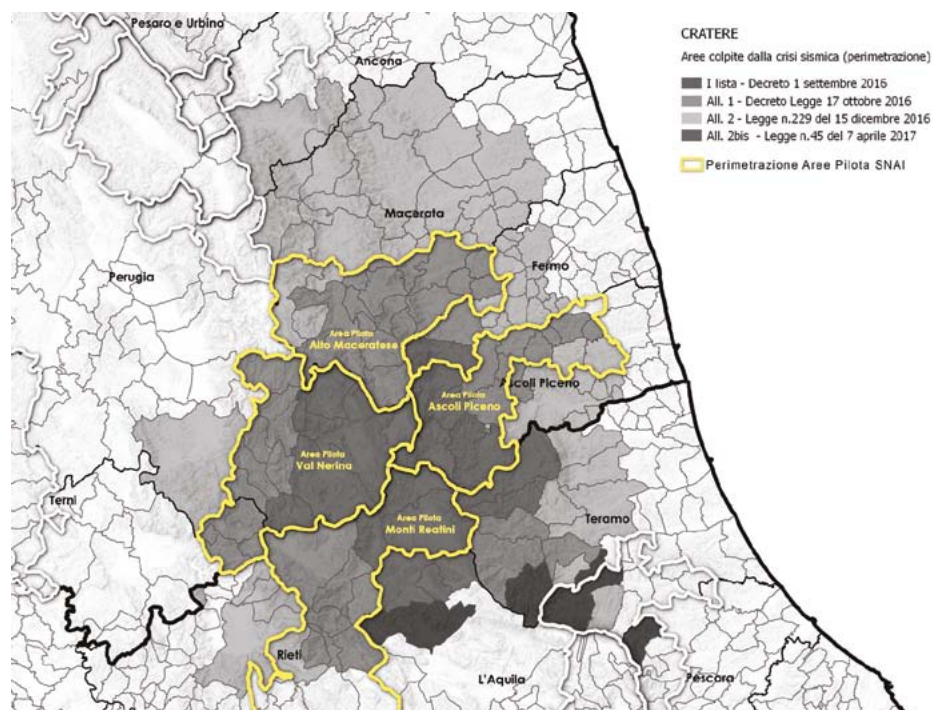 Pesaro e Urbino
Ancona
CRATERE
Aree colpite dalla crisi sismica (perimetrazione)
I lista - Decreto 1 settembre 2016
All. 1 - Decreto Legge 17 ottobre 2016
All. 2 - Legge n.229 del 15 dicembre 2016
All. 2bis - Legge n.45 del 7 aprile 2017
Perimetrazione Aree Pilota SNAI
Macerata
Perugia
Fermo
Area Pilota
Alto Maceratese
Ascoli Piceno
Area Pilota
Ascoli Piceno
Area Pilota
Val Nerina
Terni
Area Pilota
Monti Reatini
Teramo
Rieti
L'Aquila
Pescara